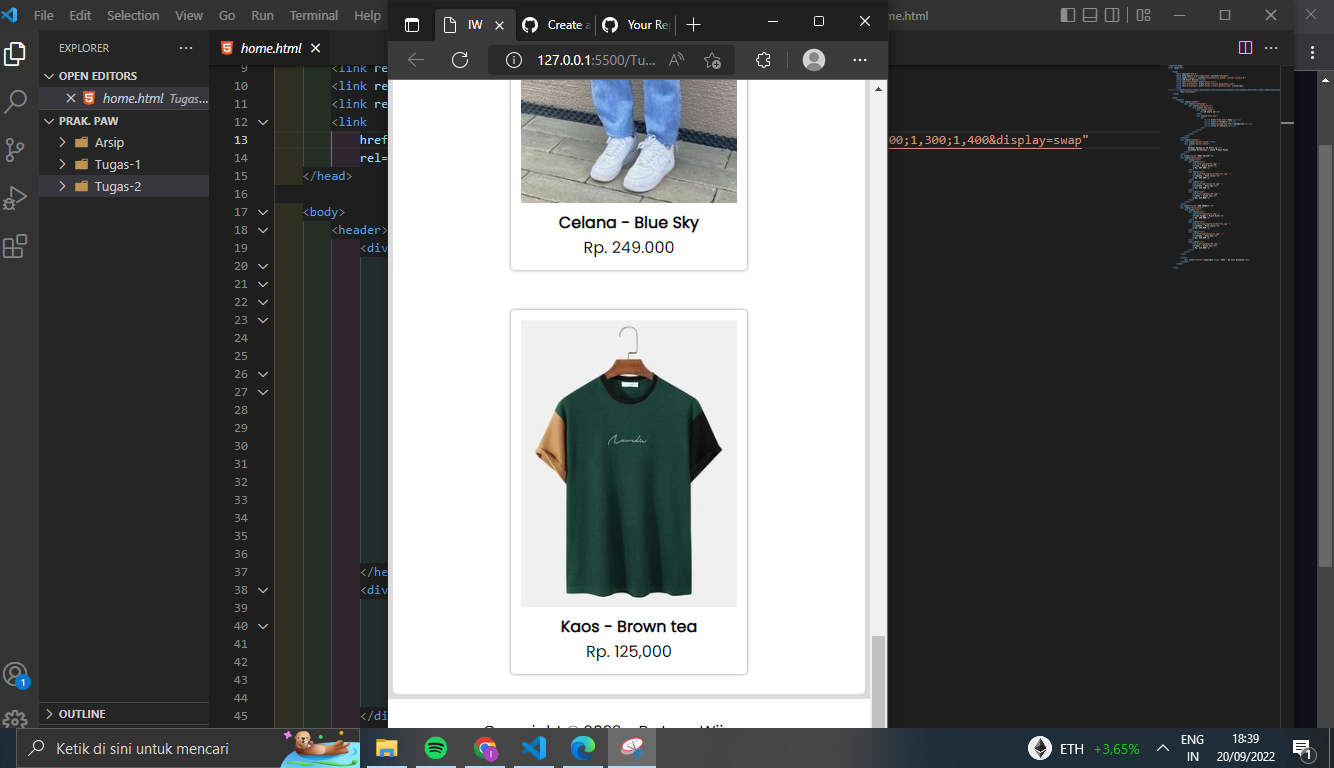 File Edit Selection View Go Run Terminal Help
me.html
IW
Create a
Your Re
127.0.0.1:5500/Tu...
EXPLORER
home.html
OPEN EDITORS
home.html Tugas...
PRAK. PAW
Arsip
Tugas-1
Tugas-2
OUTLINE
9 <link re
10 <link re
11 <link re
12 <link
13 href
00;1,300;1,400&display=swap"
14 rel=
15 </head>
16
17 <body>
18 <header>
19 <div
20
21
22
23
24
25
26
27
28
29
30
31
32
33
34
35
36
37 </he
38 <div
39
40
41
42
43
44
45 </di
Celana - Blue Sky
Rp. 249.000
Kaos - Brown tea
Rp. 125,000
1
Ketik di sini untuk mencari
ETH +3,65%
ENG
IN
18:39
20/09/2022
1